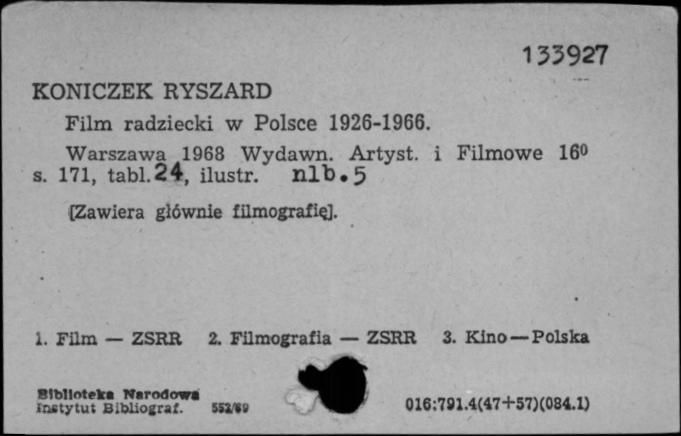 133927
KONICZEK RYSZARD
Film radziecki w Polsce 1926-1966.
Warszawa 1968 Wydawn. Artyst. i Filmowe 16⁰
s. 171, tabl. 24, ilustr. nlb. 5
[Zawiera głównie filmografię].
1. Film — ZSRR 2. Filmografia — ZSRR 3. Kino — Polska
Biblioteka Narodowa
Instytut Bibliograf. 552/69 016:791.4(47+57)(084.1)